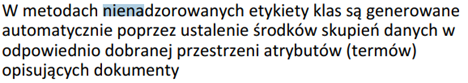 W metodach nienadzorowanych etykiety klas są generowane
automatycznie poprzez ustalenie środków skupień danych w
odpowiednio dobranej przestrzeni atrybutów (termów)
opisujących dokumenty